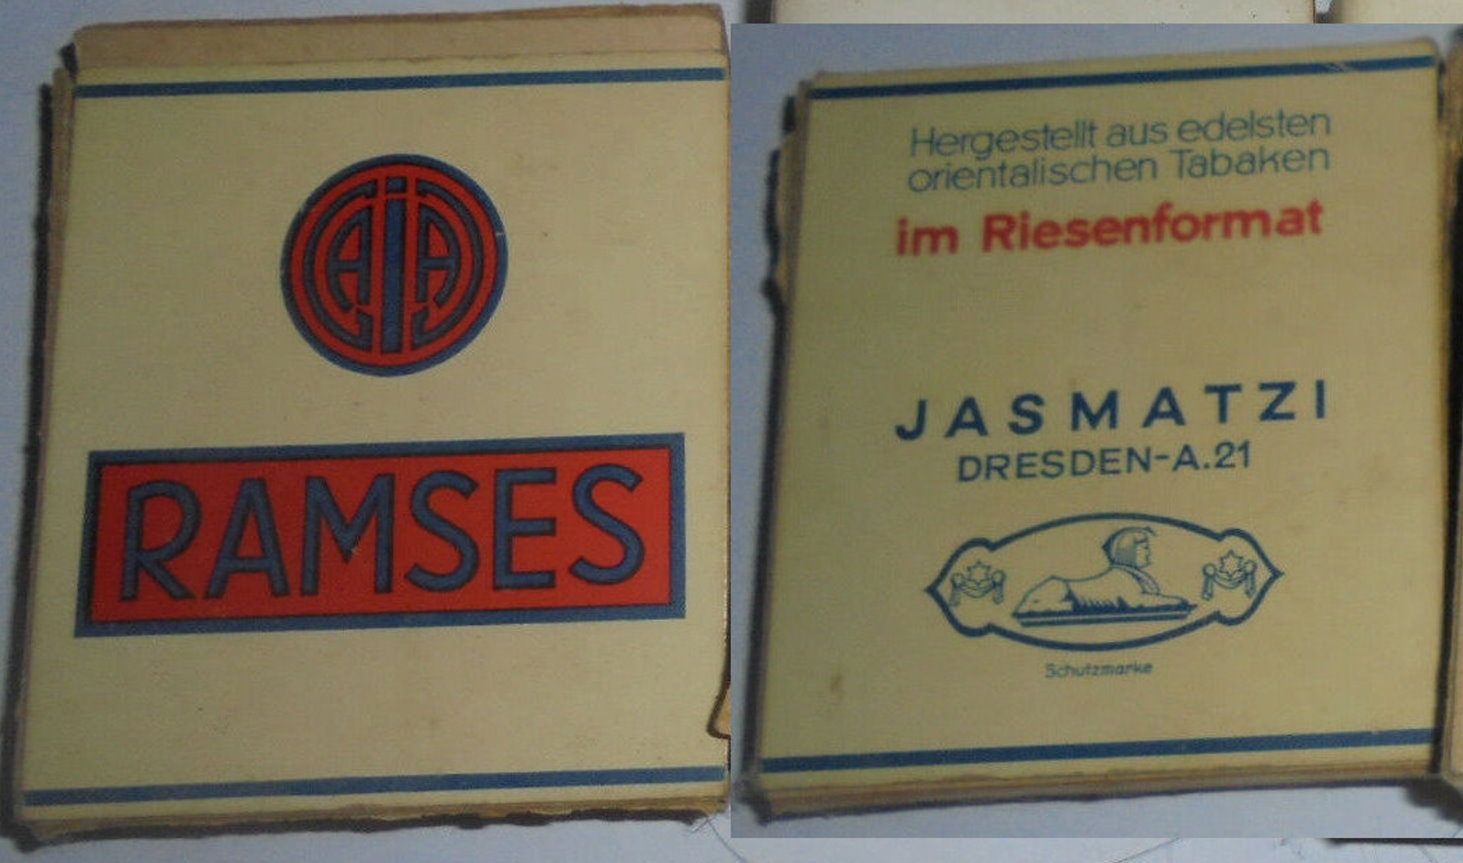 RAMSES
Hergestellt aus edelsten
orientalischen Tabaken
im Riesenformat
JASMATZI
DRESDEN-A.21
Schutzmarke